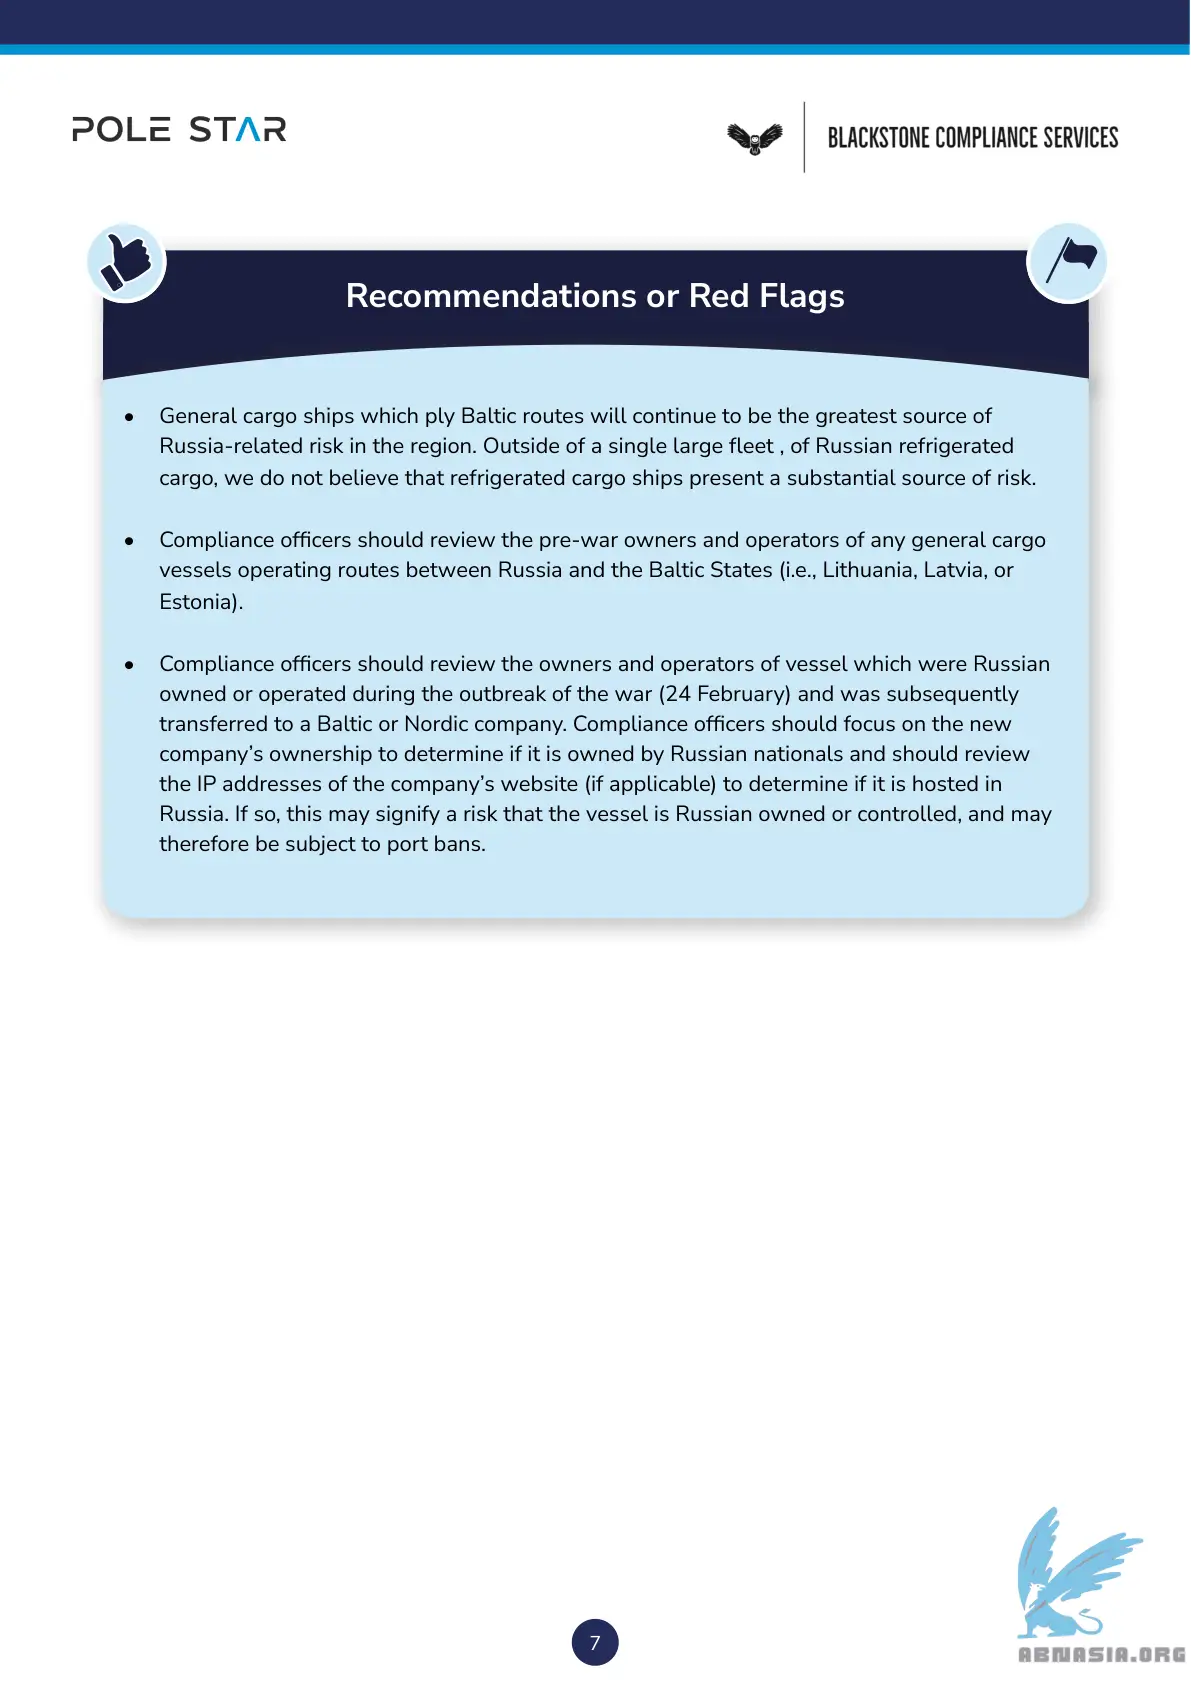 POLE STAR
BLACKSTONE COMPLIANCE SERVICES
Recommendations or Red Flags
• General cargo ships which ply Baltic routes will continue to be the greatest source of
Russia-related risk in the region. Outside of a single large fleet , of Russian refrigerated
cargo, we do not believe that refrigerated cargo ships present a substantial source of risk.
• Compliance officers should review the pre-war owners and operators of any general cargo
vessels operating routes between Russia and the Baltic States (i.e., Lithuania, Latvia, or
Estonia).
• Compliance officers should review the owners and operators of vessel which were Russian
owned or operated during the outbreak of the war (24 February) and was subsequently
transferred to a Baltic or Nordic company. Compliance officers should focus on the new
company’s ownership to determine if it is owned by Russian nationals and should review
the IP addresses of the company’s website (if applicable) to determine if it is hosted in
Russia. If so, this may signify a risk that the vessel is Russian owned or controlled, and may
therefore be subject to port bans.
7
ABNASIA.ORG